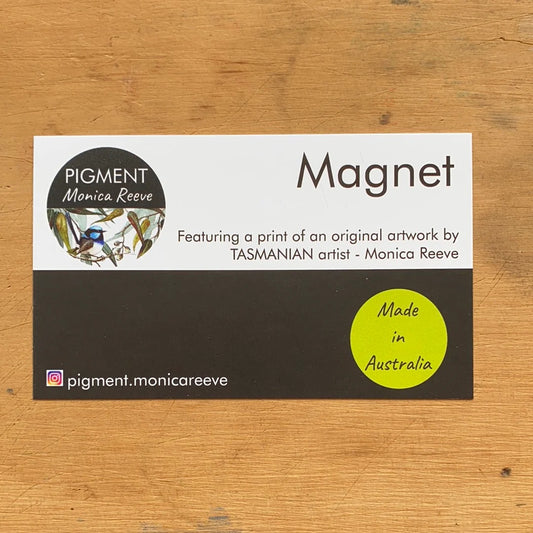 PIGMENT
Monica Reeve
Magnet
Featuring a print of an original artwork by
TASMANIAN artist - Monica Reeve
Made
in
Australia
pigment.monicareeve